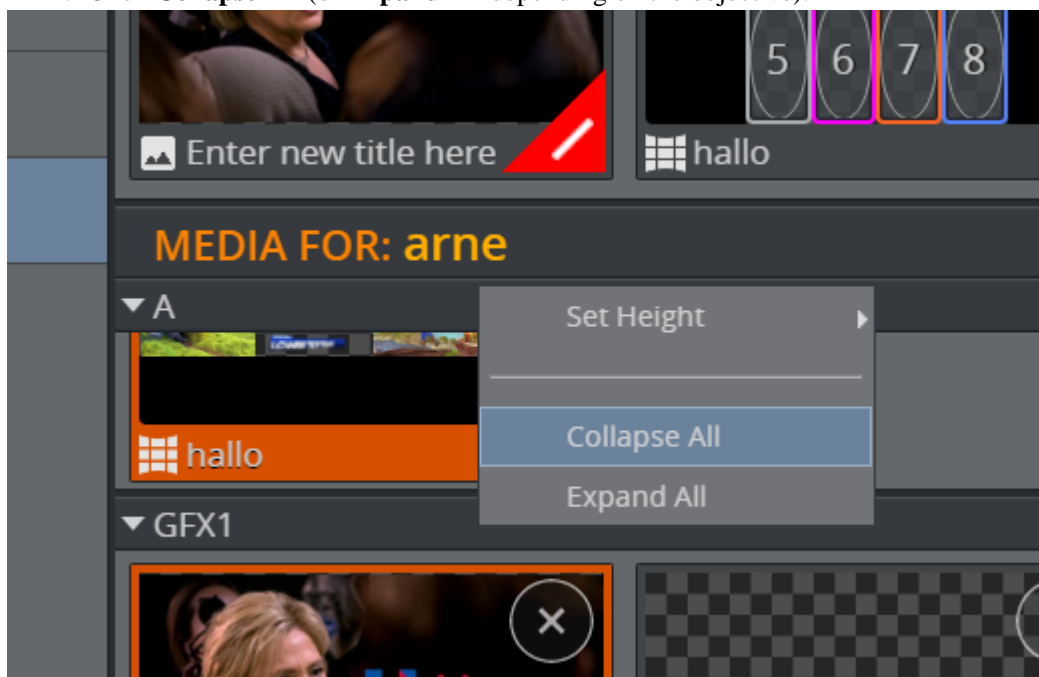 5 6 7 8
Enter new title here
hallo
MEDIA FOR: arne
A
Set Height
Collapse All
hallo
Expand All
GFX1